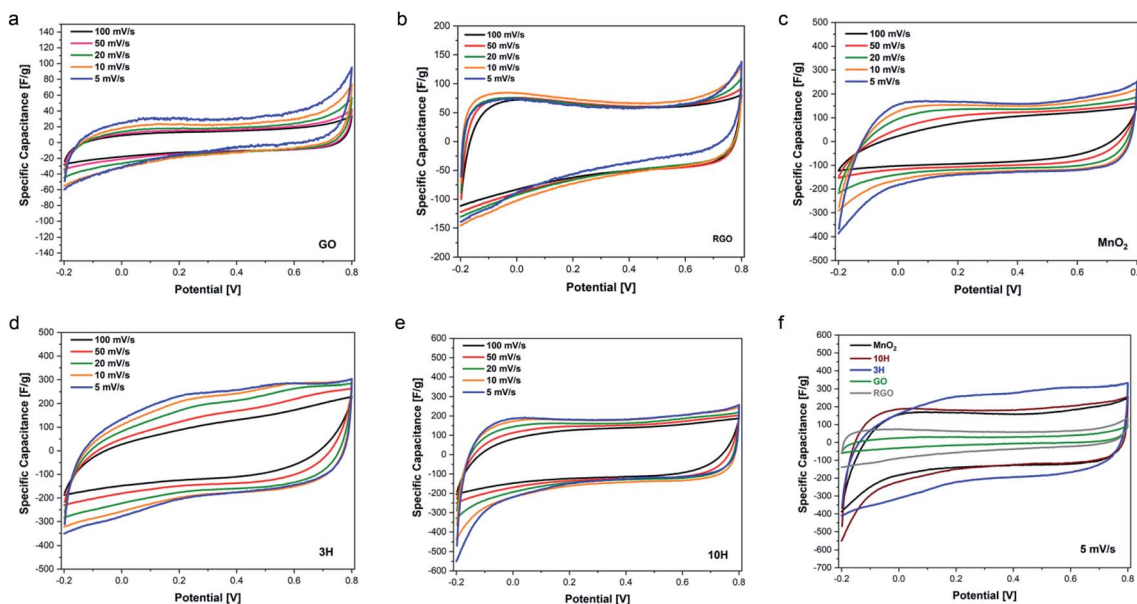 a
100 mV/s
50 mV/s
20 mV/s
10 mV/s
5 mV/s
140
120
100
80
60
40
20
0
-20
-40
-60
-80
-100
-120
-140
Specific Capacitance [F/g]
GO
-0.2 0.0 0.2 0.4 0.6 0.8
Potential [V]
b
100 mV/s
50 mV/s
20 mV/s
10 mV/s
5 mV/s
200
150
100
50
0
-50
-100
-150
-200
Specific Capacitance [F/g]
RGO
-0.2 0.0 0.2 0.4 0.6 0.8
Potential [V]
c
100 mV/s
50 mV/s
20 mV/s
10 mV/s
5 mV/s
500
400
300
200
100
0
-100
-200
-300
-400
-500
Specific Capacitance [F/g]
MnO₂
-0.2 0.0 0.2 0.4 0.6 0.8
Potential [V]
d
100 mV/s
50 mV/s
20 mV/s
10 mV/s
5 mV/s
500
400
300
200
100
0
-100
-200
-300
-400
-500
Specific Capacitance [F/g]
3H
-0.2 0.0 0.2 0.4 0.6 0.8
Potential [V]
e
100 mV/s
50 mV/s
20 mV/s
10 mV/s
5 mV/s
600
500
400
300
200
100
0
-100
-200
-300
-400
-500
-600
Specific Capacitance [F/g]
10H
-0.2 0.0 0.2 0.4 0.6 0.8
Potential [V]
f
MnO₂
10H
3H
GO
RGO
600
500
400
300
200
100
0
-100
-200
-300
-400
-500
-600
-700
Specific Capacitance [F/g]
5 mV/s
-0.2 0.0 0.2 0.4 0.6 0.8
Potential [V]